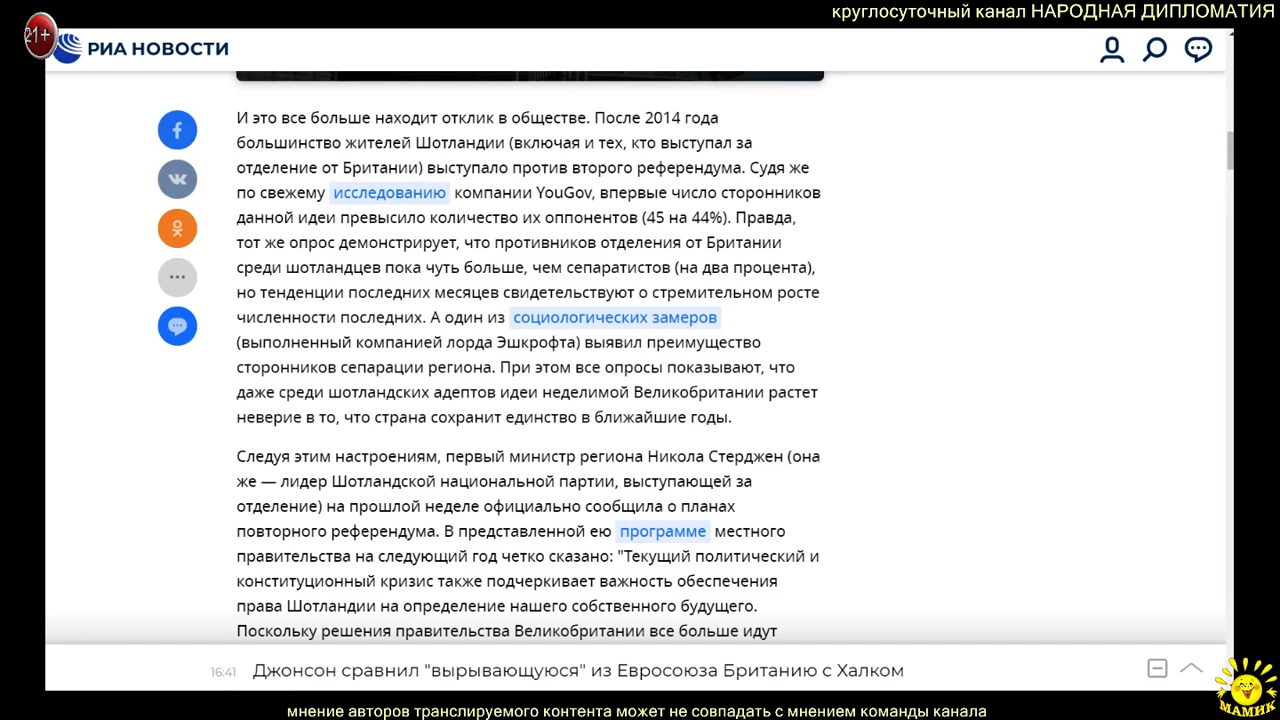 круглосуточный канал НАРОДНАЯ ДИПЛОМАТИЯ
21+
РИА НОВОСТИ
И это все больше находит отклик в обществе. После 2014 года
большинство жителей Шотландии (включая и тех, кто выступал за
отделение от Британии) выступало против второго референдума. Судя же
по свежему исследованию компании YouGov, впервые число сторонников
данной идеи превысило количество их оппонентов (45 на 44%). Правда,
тот же опрос демонстрирует, что противников отделения от Британии
среди шотландцев пока чуть больше, чем сепаратистов (на два процента),
но тенденции последних месяцев свидетельствуют о стремительном росте
численности последних. А один из социологических замеров
(выполненный компанией лорда Эшкрофта) выявил преимущество
сторонников сепарации региона. При этом все опросы показывают, что
даже среди шотландских адептов идеи неделимой Великобритании растет
неверие в то, что страна сохранит единство в ближайшие годы.
Следуя этим настроениям, первый министр региона Никола Стерджен (она
же — лидер Шотландской национальной партии, выступающей за
отделение) на прошлой неделе официально сообщила о планах
повторного референдума. В представленной ею программе местного
правительства на следующий год четко сказано: "Текущий политический и
конституционный кризис также подчеркивает важность обеспечения
права Шотландии на определение нашего собственного будущего.
Поскольку решения правительства Великобритании все больше идут
16:41 Джонсон сравнил "вырывающуюся" из Евросоюза Британию с Халком
МАМИК
мнение авторов транслируемого контента может не совпадать с мнением команды канала